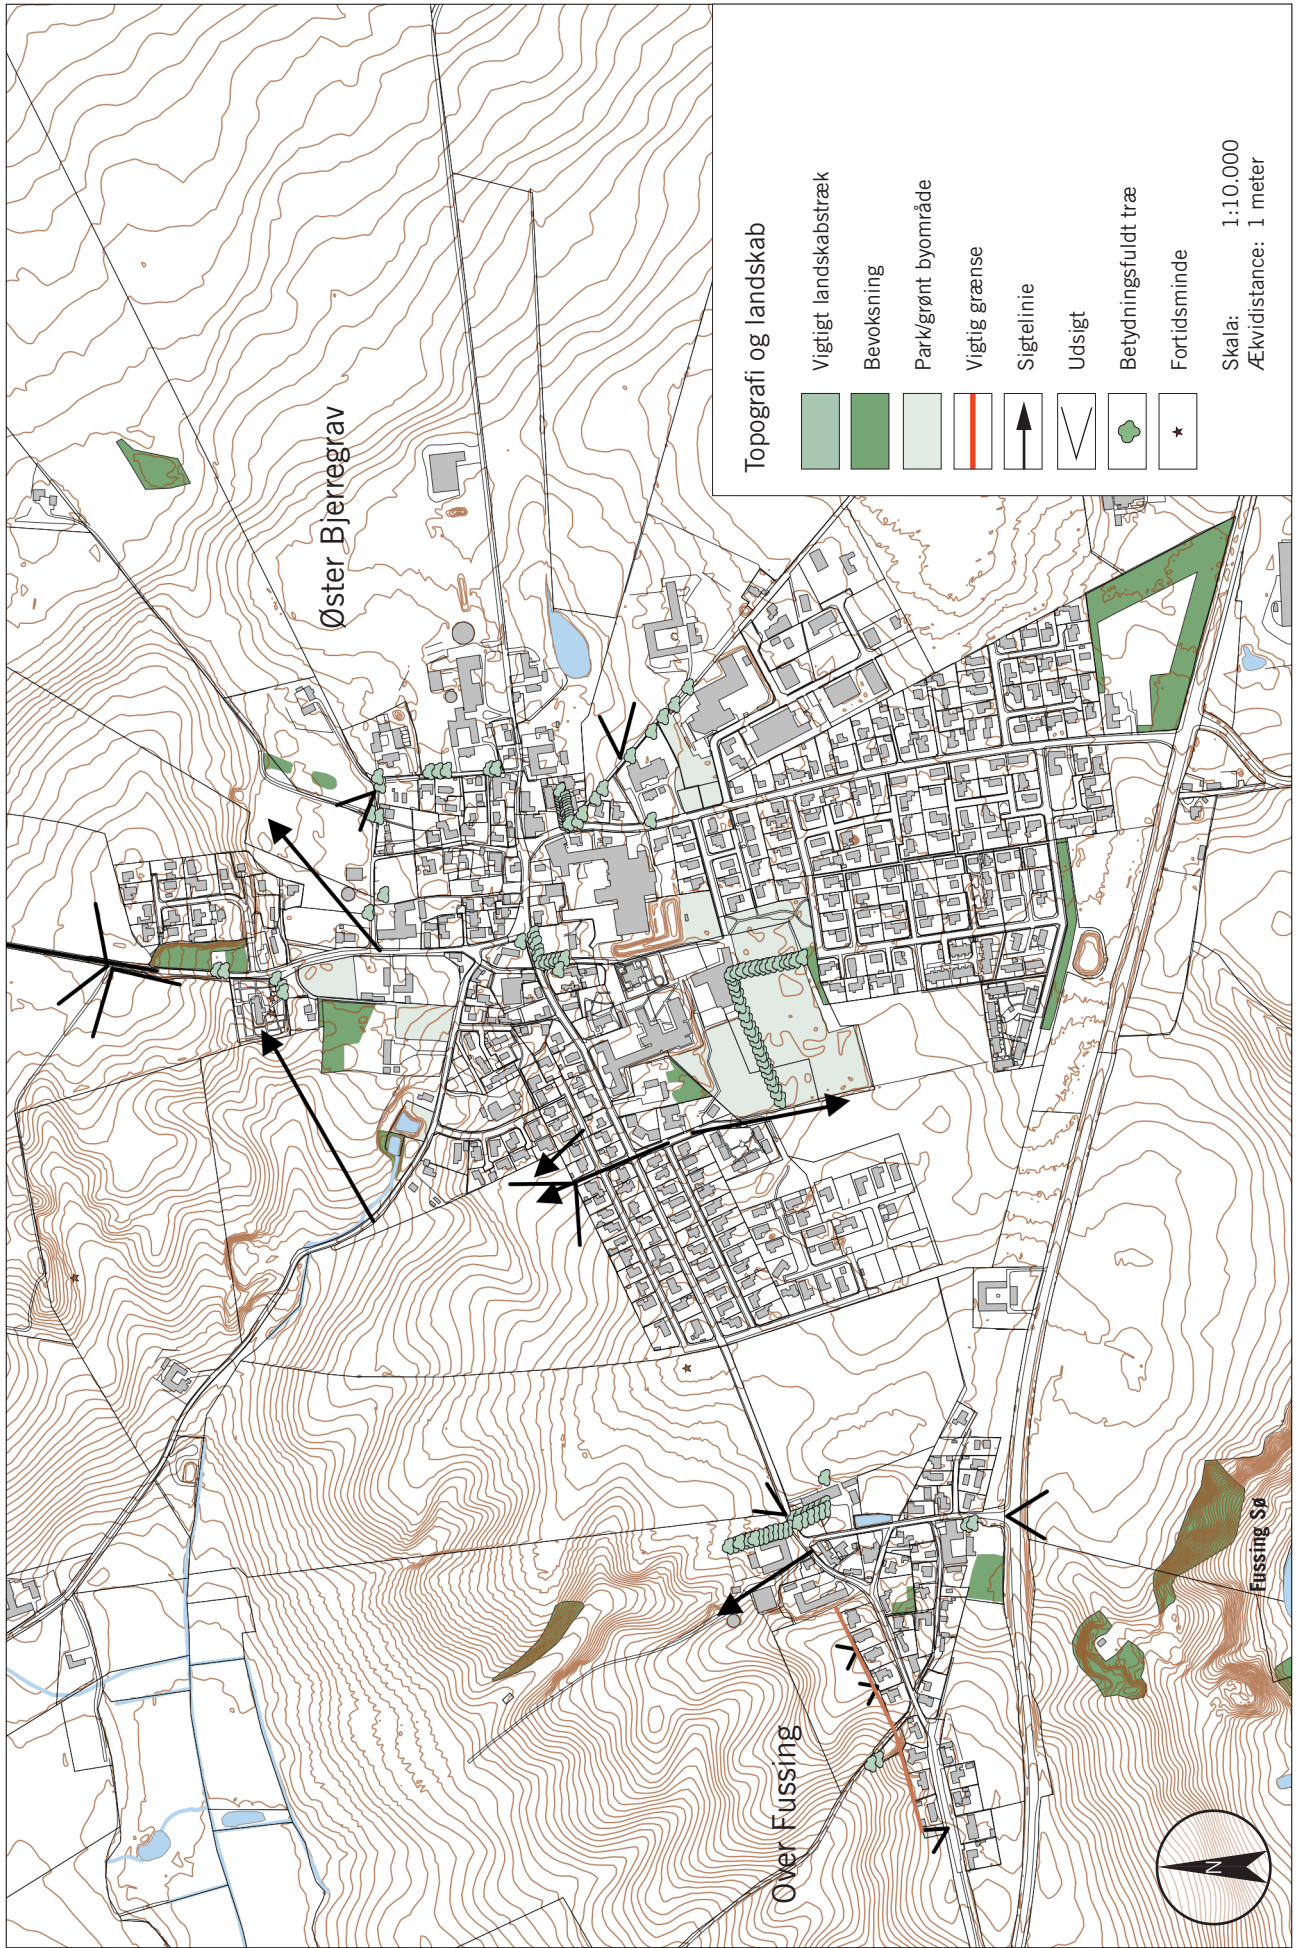 Øster Bjerregrav
Over Fussing
Fussing Sø
N
Topografi og landskab
Vigtigt landskabstræk
Bevoksning
Park/grønt byområde
Vigtig grænse
Sigtelinie
Udsigt
Betydningsfuldt træ
Fortidsminde
Skala: 1:10.000
Ækvidistance: 1 meter